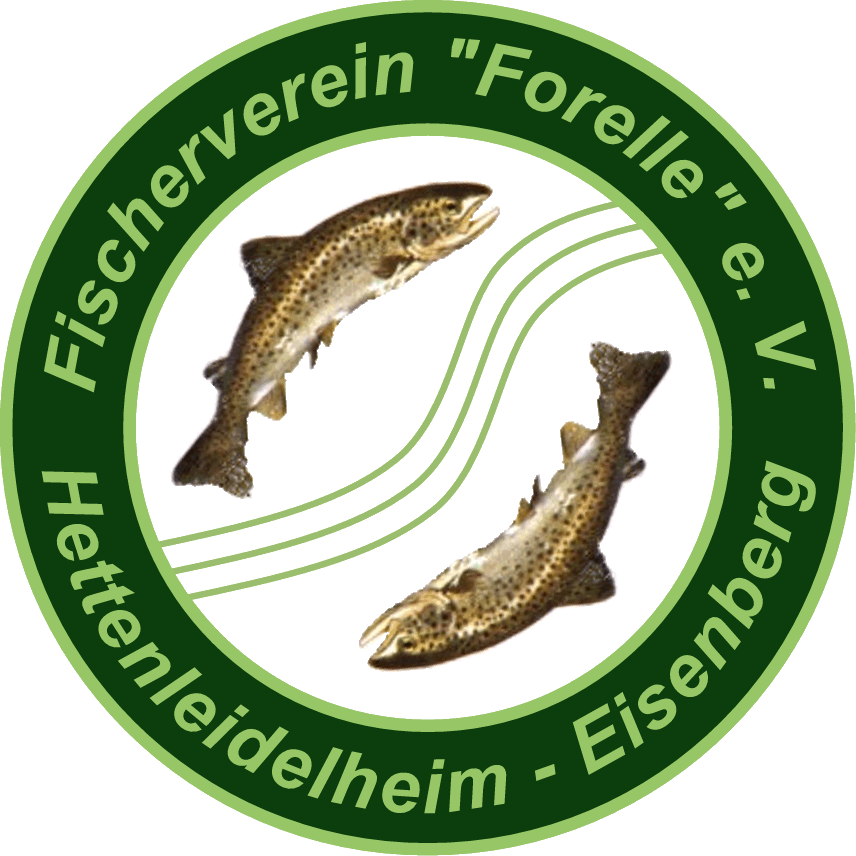 Fischerverein "Forelle" e. V.
Hettenleidelheim - Eisenberg